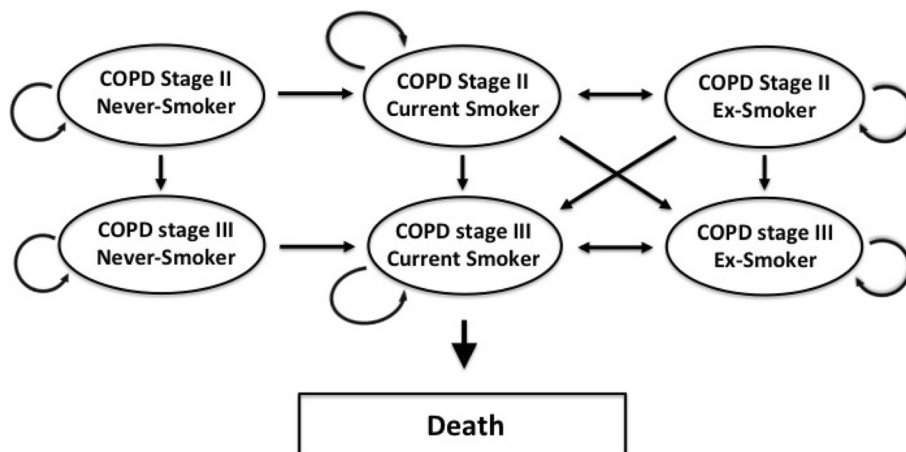 COPD Stage II
Never-Smoker
COPD Stage II
Current Smoker
COPD Stage II
Ex-Smoker
COPD stage III
Never-Smoker
COPD stage III
Current Smoker
COPD stage III
Ex-Smoker
Death